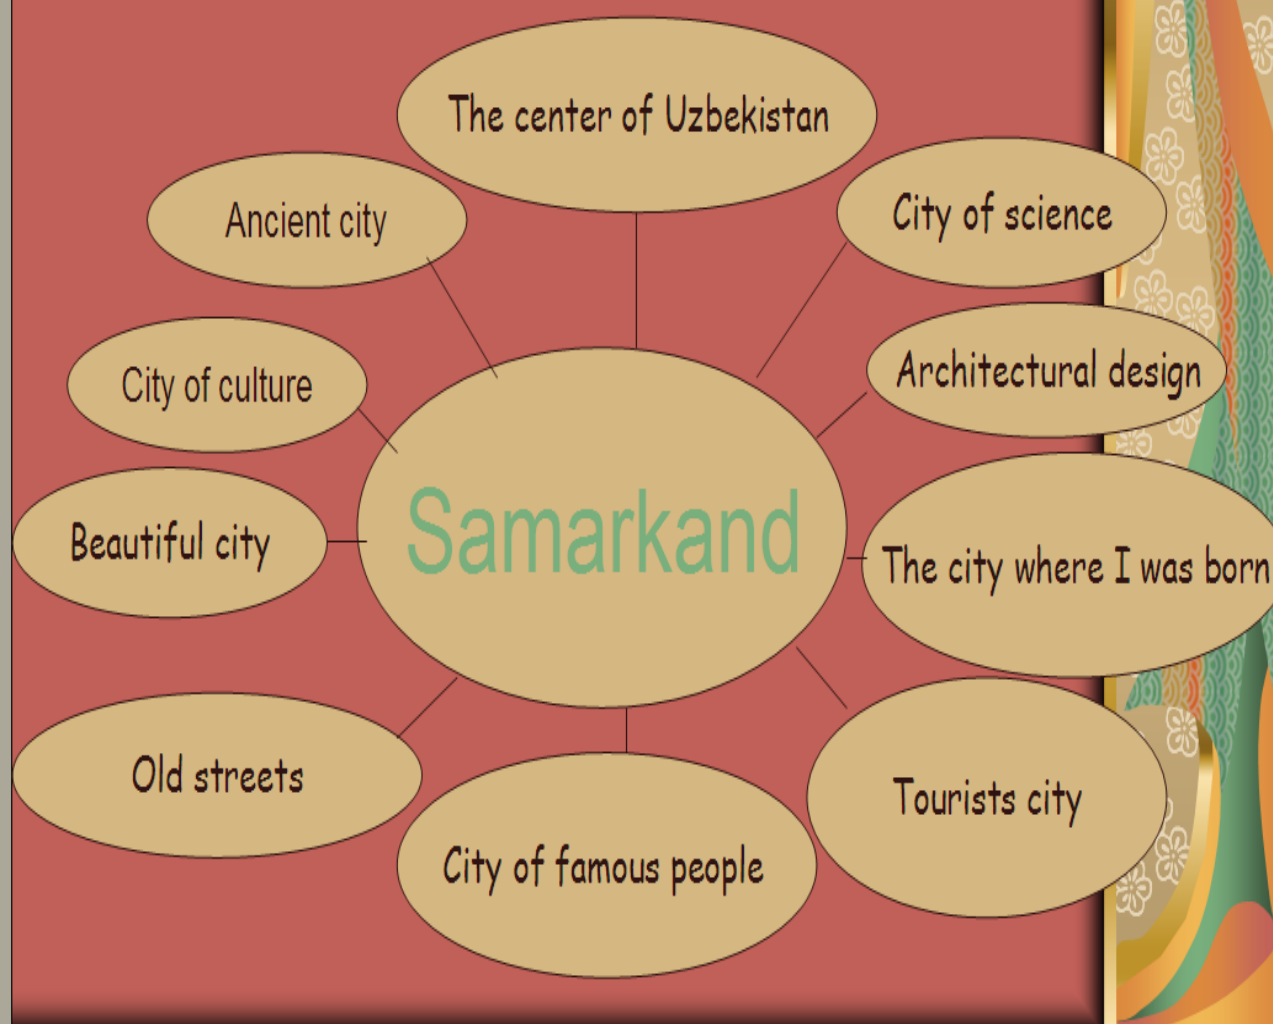 The center of Uzbekistan
Ancient city
City of science
City of culture
Architectural design
Beautiful city
Samarkand
The city where I was born
Old streets
Tourists city
City of famous people